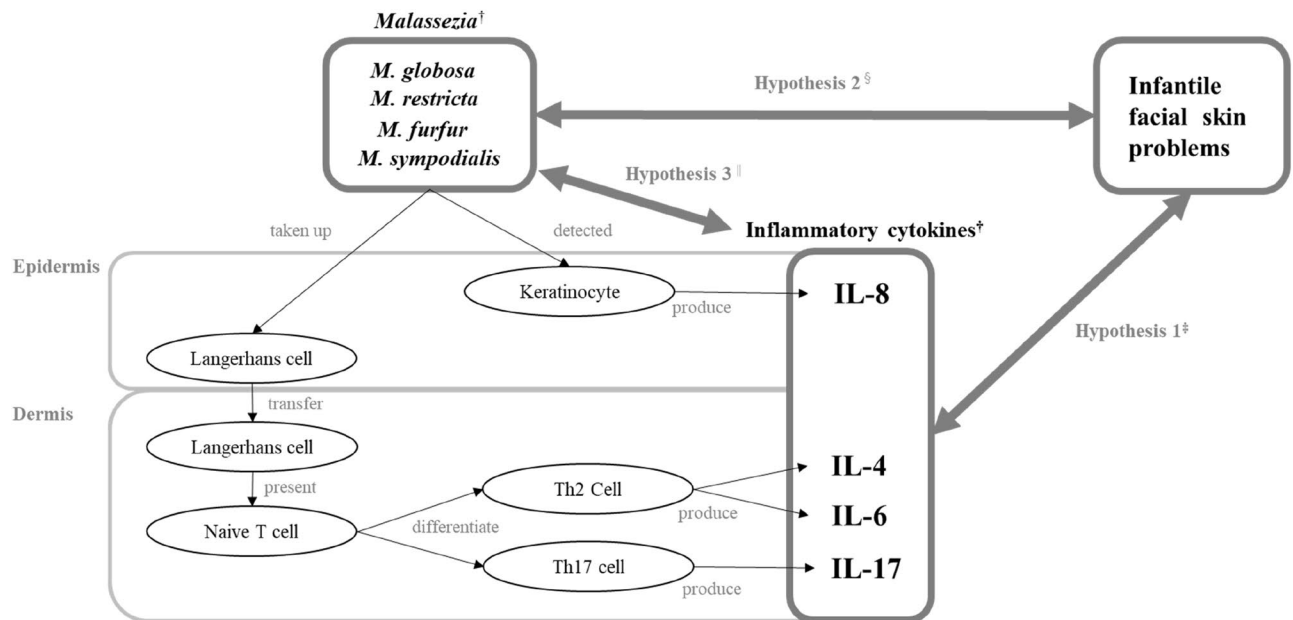 Malassezia†
M. globosa
M. restricta
M. furfur
M. sympodialis
Hypothesis 2 §
Infantile
facial skin
problems
Hypothesis 3 ||
taken up
detected
Inflammatory cytokines†
Epidermis
Keratinocyte
produce
IL-8
Hypothesis 1‡
Langerhans cell
transfer
Dermis
Langerhans cell
present
Naive T cell
differentiate
Th2 Cell
produce
IL-4
IL-6
Th17 cell
produce
IL-17